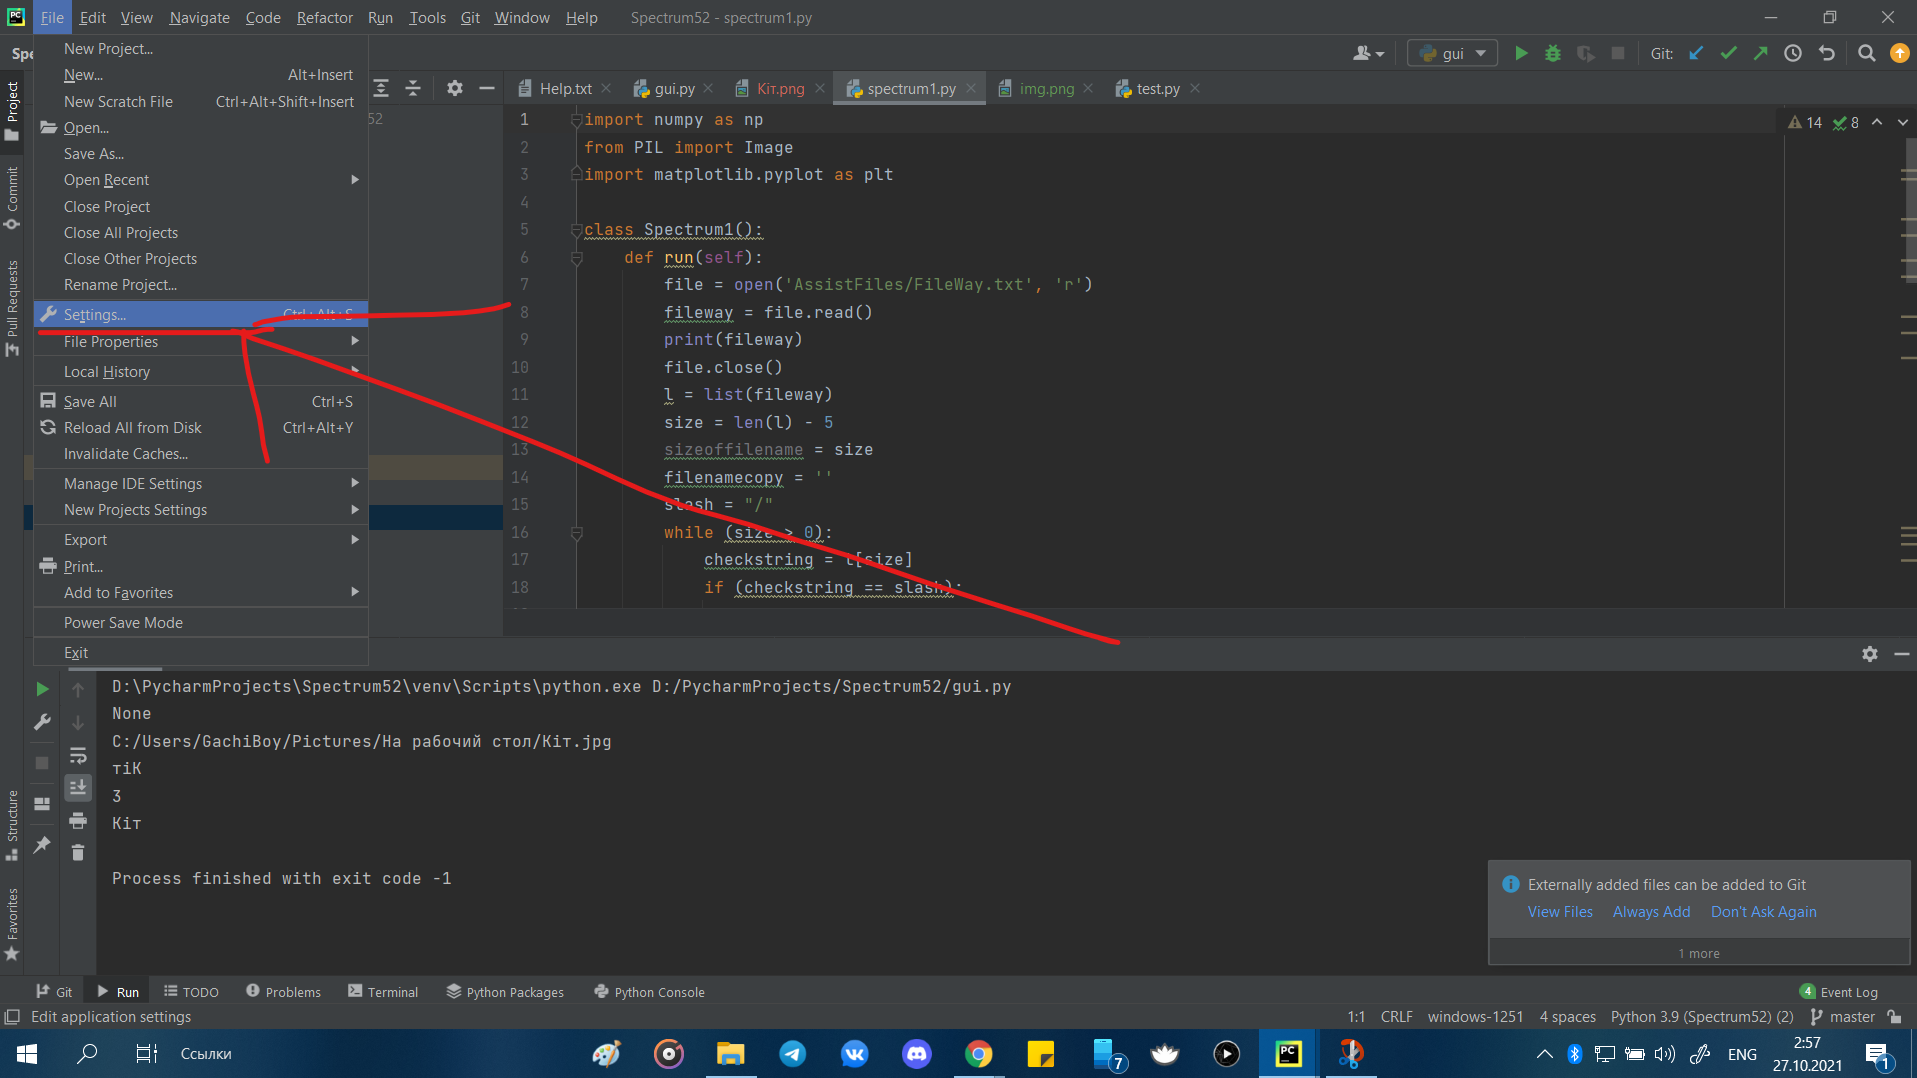 PC File Edit View Navigate Code Refactor Run Tools Git Window Help Spectrum52 - spectrum1.py
Spe
gui Git:
New Project...
New... Alt+Insert
New Scratch File Ctrl+Alt+Shift+Insert
Open...
Save As...
Open Recent
Close Project
Close All Projects
Close Other Projects
Rename Project...
Settings... Ctrl+Alt+S
File Properties
Local History
Save All Ctrl+S
Reload All from Disk Ctrl+Alt+Y
Invalidate Caches...
Manage IDE Settings
New Projects Settings
Export
Print...
Add to Favorites
Power Save Mode
Exit
Project
Commit
Pull Requests
Structure
Favorites
52
Help.txt gui.py Кіт.png spectrum1.py img.png test.py
14 8
1 import numpy as np
2 from PIL import Image
3 import matplotlib.pyplot as plt
4
5 class Spectrum1():
6 def run(self):
7 file = open('AssistFiles/FileWay.txt', 'r')
8 fileway = file.read()
9 print(fileway)
10 file.close()
11 l = list(fileway)
12 size = len(l) - 5
13 sizeoffilename = size
14 filenamecopy = ''
15 slash = "/"
16 while (size > 0):
17 checkstring = l[size]
18 if (checkstring == slash):
D:\PycharmProjects\Spectrum52\venv\Scripts\python.exe D:/PycharmProjects/Spectrum52/gui.py
None
C:/Users/GachiBoy/Pictures/На рабочий стол/Кіт.jpg
тіК
3
Кіт
Process finished with exit code -1
Externally added files can be added to Git
View Files Always Add Don't Ask Again
1 more
Git Run TODO Problems Terminal Python Packages Python Console 4 Event Log
Edit application settings 1:1 CRLF windows-1251 4 spaces Python 3.9 (Spectrum52) (2) master
Ссылки 7 PC ENG 2:57
27.10.2021 1